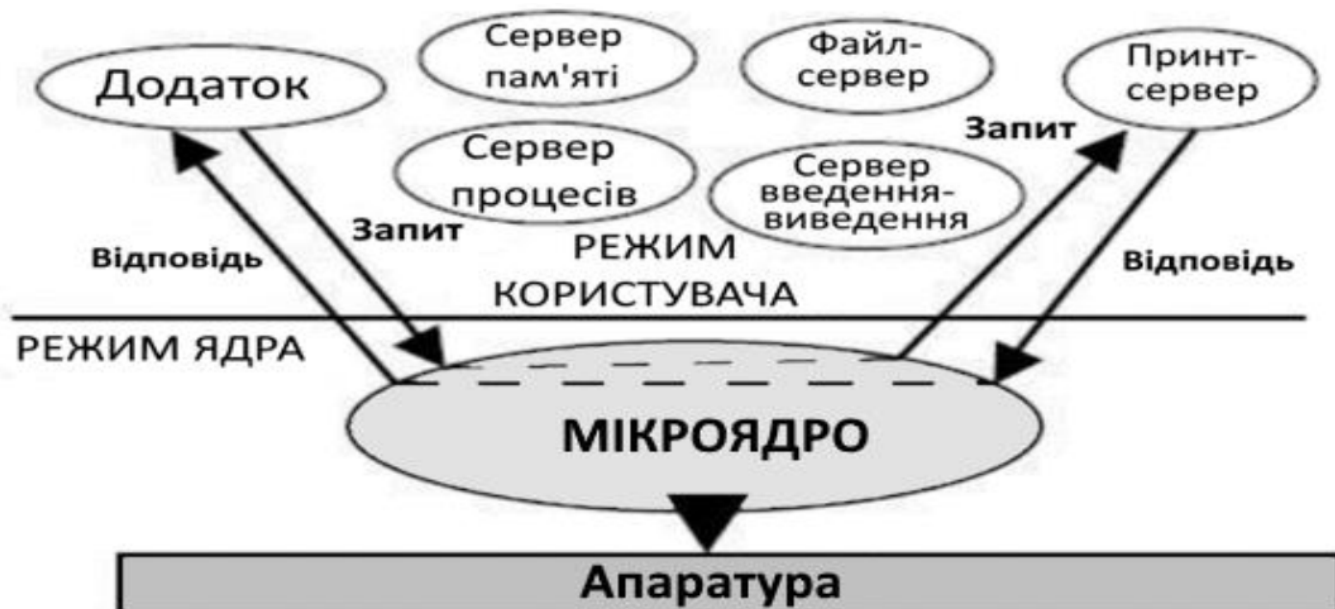 Додаток
Сервер
пам'яті
Файл-
сервер
Принт-
сервер
Запит
Сервер
процесів
Сервер
введення-
виведення
Запит
Відповідь
РЕЖИМ
КОРИСТУВАЧА
Відповідь
РЕЖИМ ЯДРА
МІКРОЯДРО
Апаратура